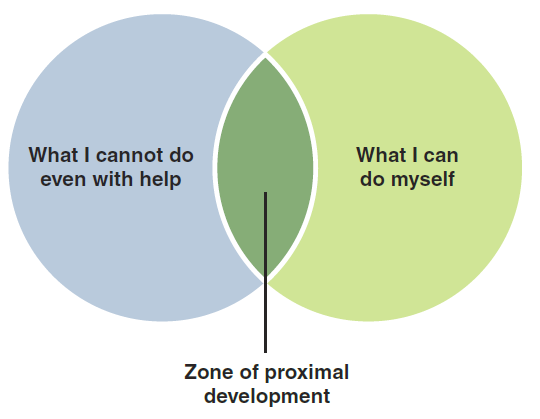 What I cannot do
even with help
What I can
do myself
Zone of proximal
development